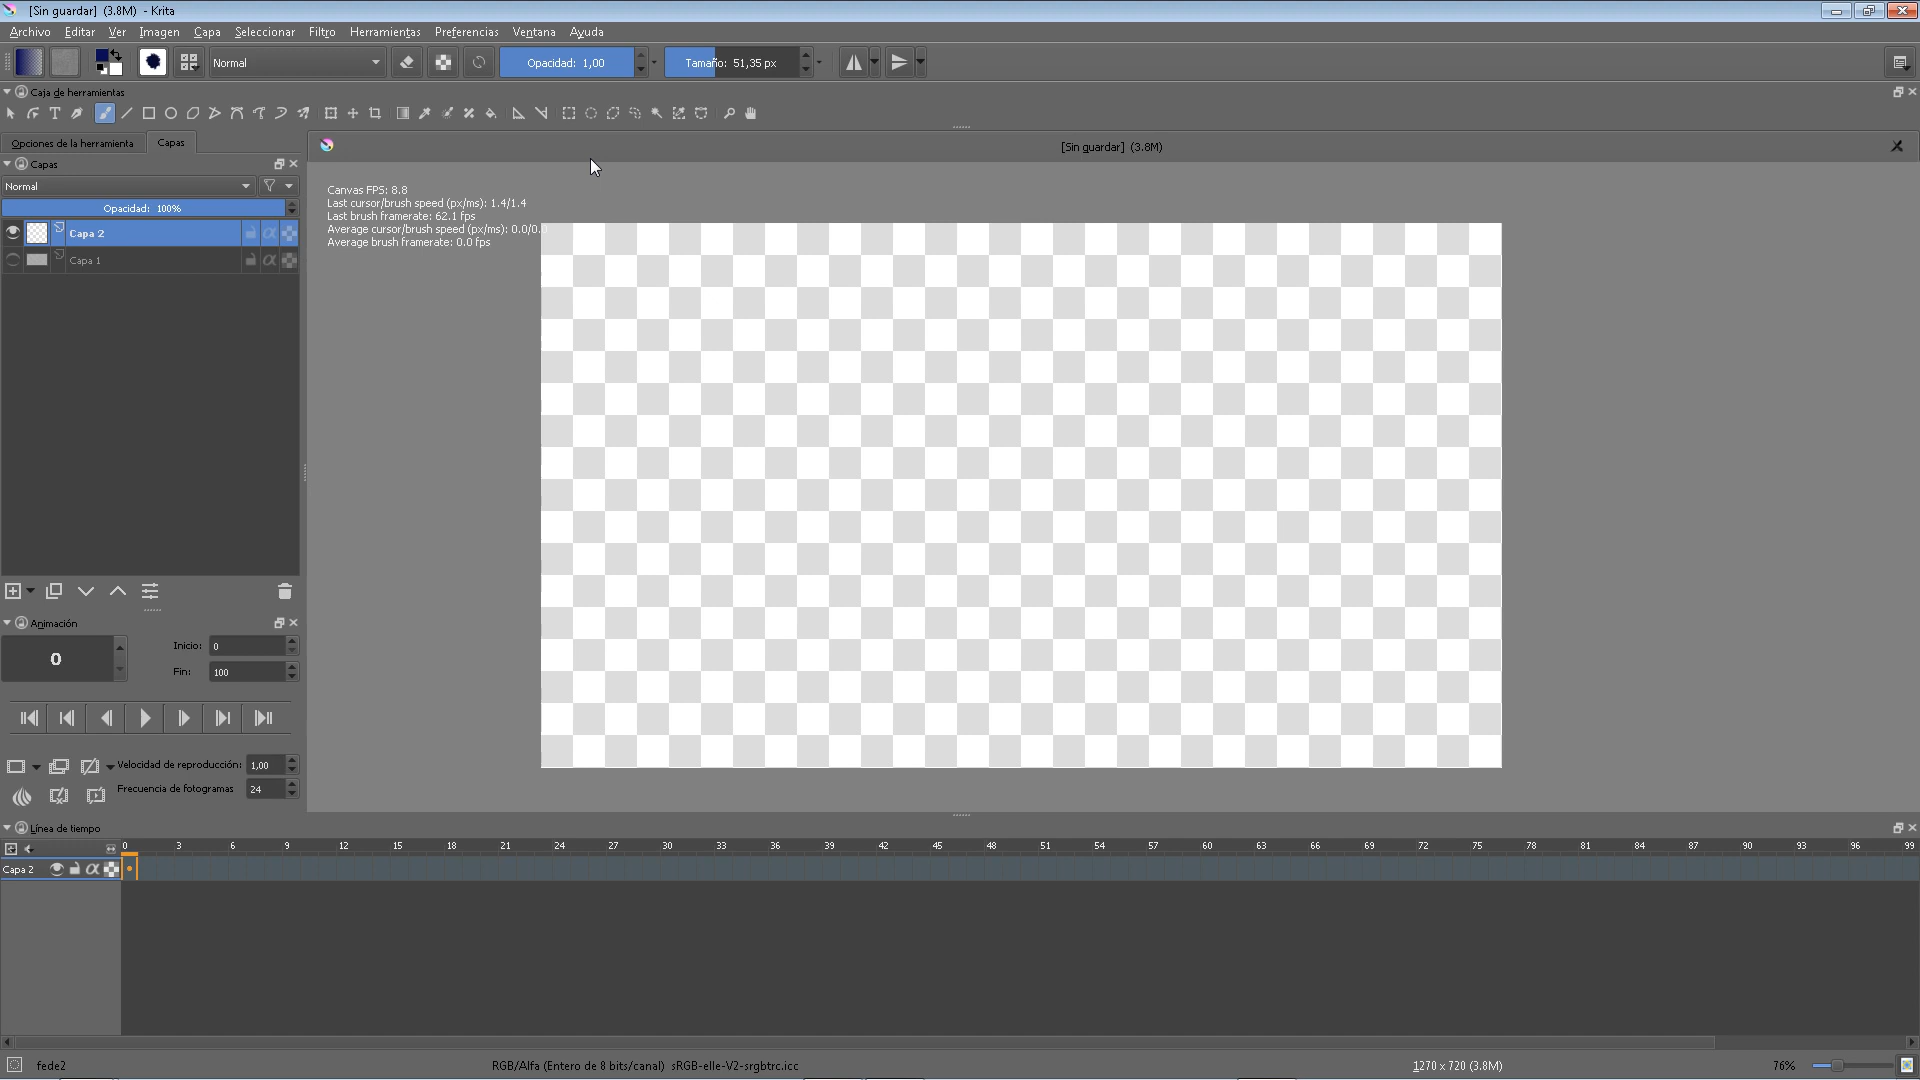 [Sin guardar] (3.8M) - Krita
Archivo Editar Ver Imagen Capa Seleccionar Filtro Herramientas Preferencias Ventana Ayuda
Normal Opacidad: 1,00 Tamaño: 51,35 px
Caja de herramientas
Opciones de la herramienta Capas
[Sin guardar] (3.8M)
Capas
Normal
Opacidad: 100%
Capa 2
Capa 1
Canvas FPS: 8.8
Last cursor/brush speed (px/ms): 1.4/1.4
Last brush framerate: 62.1 fps
Average cursor/brush speed (px/ms): 0.0/0.0
Average brush framerate: 0.0 fps
Animación
0
Inicio: 0
Fin: 100
Velocidad de reproducción: 1,00
Frecuencia de fotogramas 24
Línea de tiempo
0 3 6 9 12 15 18 21 24 27 30 33 36 39 42 45 48 51 54 57 60 63 66 69 72 75 78 81 84 87 90 93 96 99
Capa 2
fede2 RGB/Alfa (Entero de 8 bits/canal) sRGB-elle-V2-srgbtrc.icc 1270 x 720 (3.8M) 76%